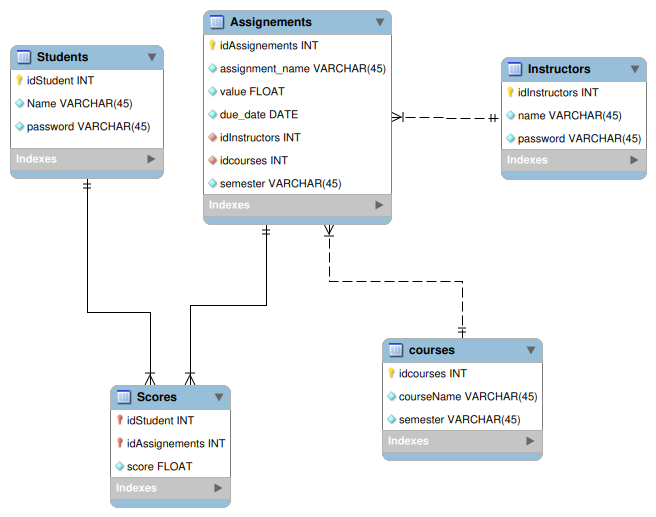 Students
idStudent INT
Name VARCHAR(45)
password VARCHAR(45)
Indexes
Assignements
idAssignements INT
assignment_name VARCHAR(45)
value FLOAT
due_date DATE
idInstructors INT
idcourses INT
semester VARCHAR(45)
Indexes
Instructors
idInstructors INT
name VARCHAR(45)
password VARCHAR(45)
Indexes
Scores
idStudent INT
idAssignements INT
score FLOAT
Indexes
courses
idcourses INT
courseName VARCHAR(45)
semester VARCHAR(45)
Indexes